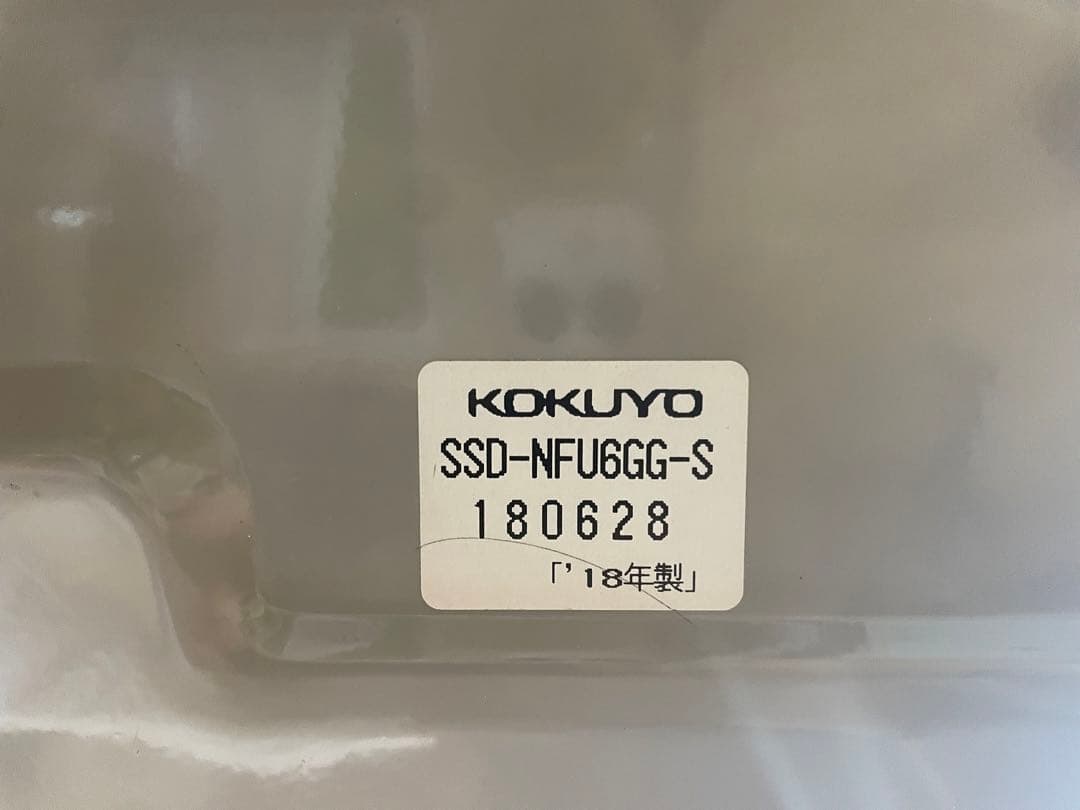 KOKUYO
SSD-NFU6GG-S
180628
「’18年製」